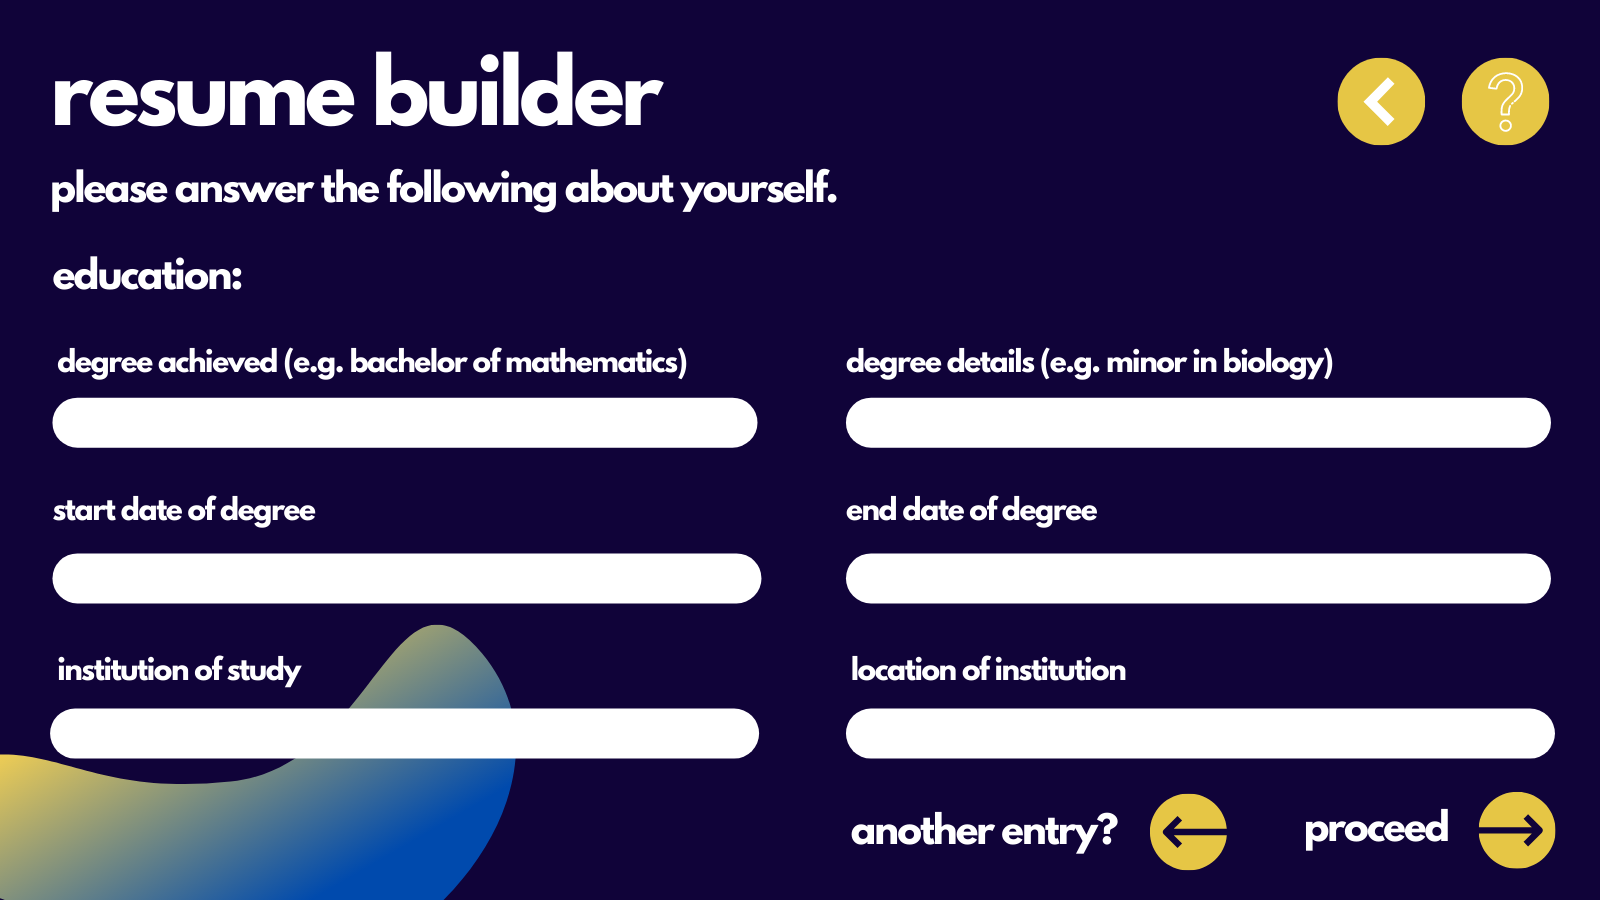 resume builder
?
please answer the following about yourself.
education:
degree achieved (e.g. bachelor of mathematics)
degree details (e.g. minor in biology)
start date of degree
end date of degree
institution of study
location of institution
another entry?
proceed